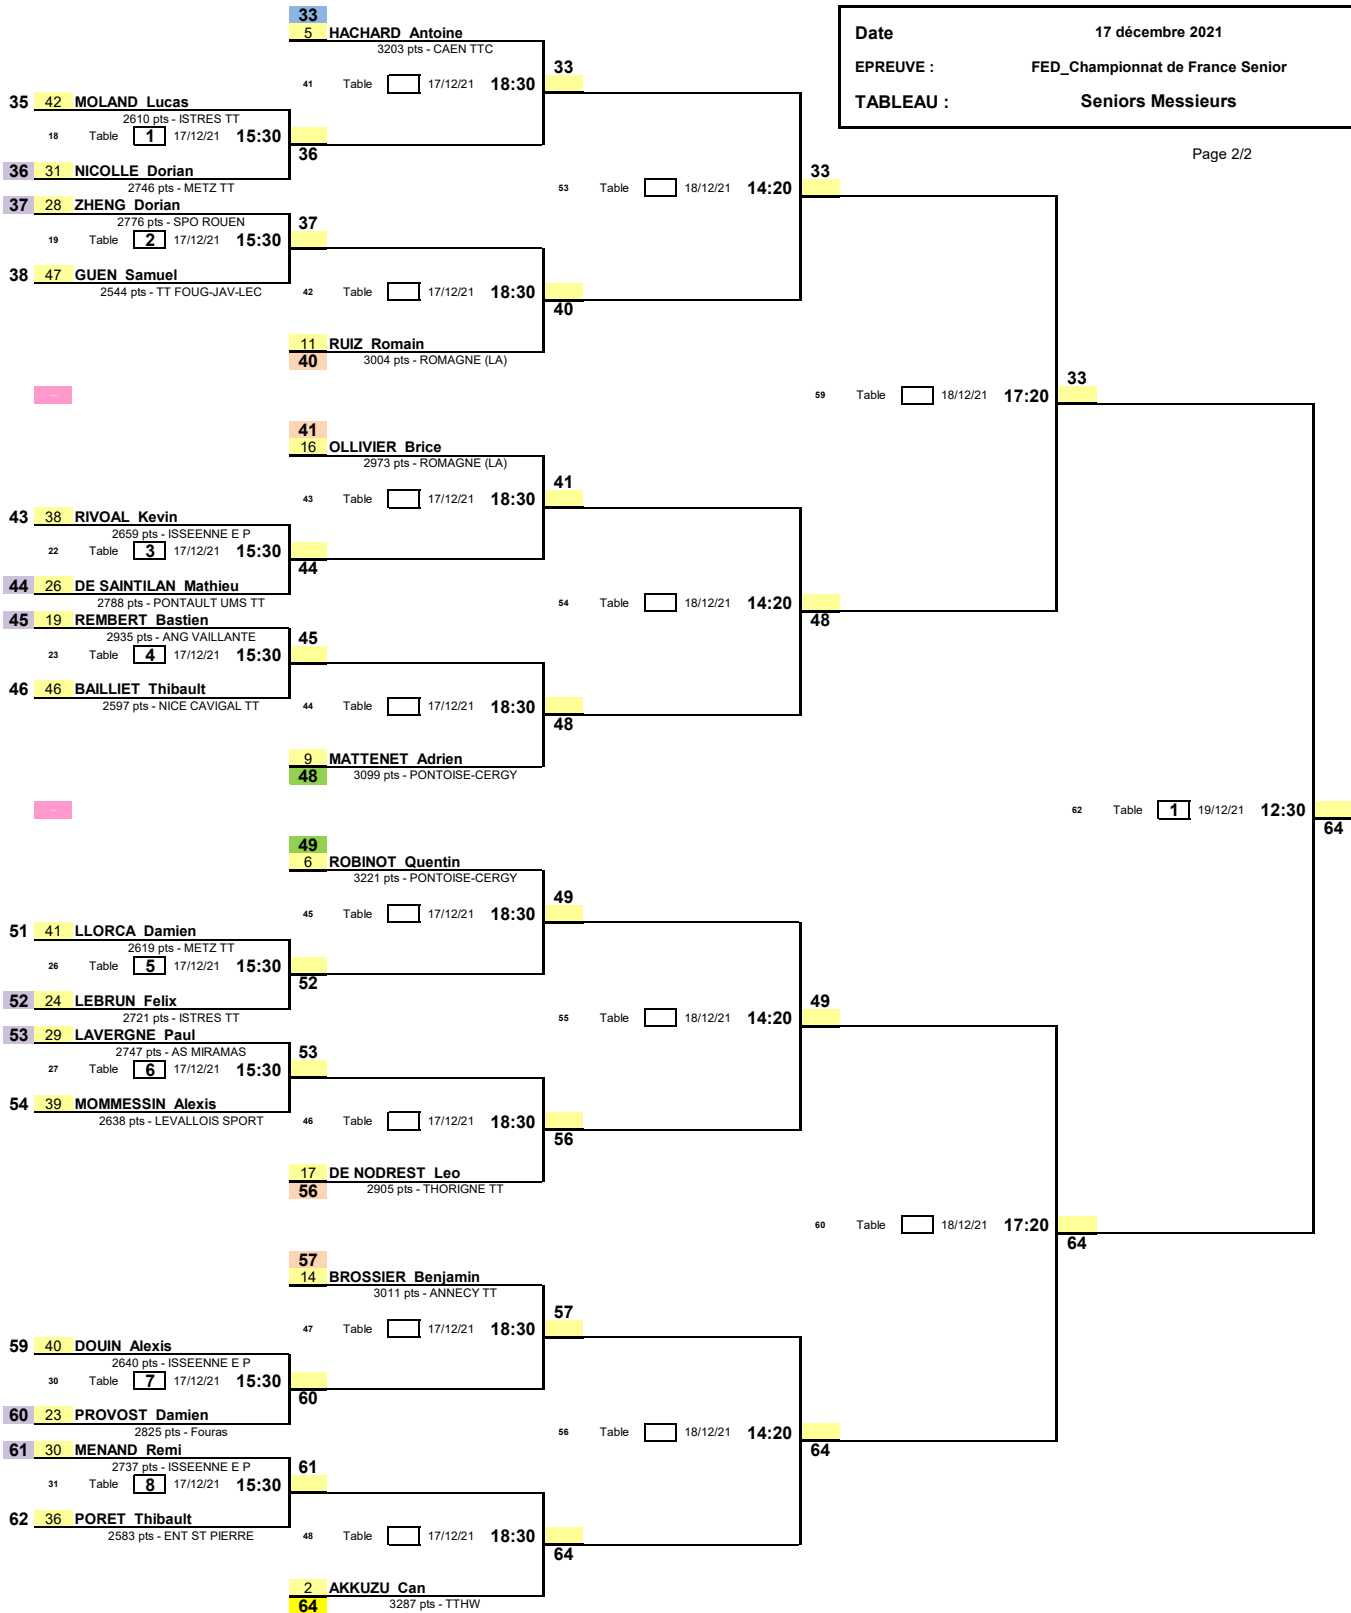 33
5 HACHARD Antoine
3203 pts - CAEN TTC
Date 17 décembre 2021
EPREUVE : FED_Championnat de France Senior
TABLEAU : Seniors Messieurs
Page 2/2
41 Table 17/12/21 18:30 33
35 42 MOLAND Lucas
2610 pts - ISTRES TT
18 Table 1 17/12/21 15:30
36
36 31 NICOLLE Dorian
2746 pts - METZ TT
53 Table 18/12/21 14:20 33
37 28 ZHENG Dorian
2776 pts - SPO ROUEN
37
19 Table 2 17/12/21 15:30
38 47 GUEN Samuel
2544 pts - TT FOUG-JAV-LEC
42 Table 17/12/21 18:30
40
11 RUIZ Romain
40 3004 pts - ROMAGNE (LA)
59 Table 18/12/21 17:20 33
41
16 OLLIVIER Brice
2973 pts - ROMAGNE (LA)
43 Table 17/12/21 18:30 41
43 38 RIVOAL Kevin
2659 pts - ISSEENNE E P
22 Table 3 17/12/21 15:30
44
44 26 DE SAINTILAN Mathieu
2788 pts - PONTAULT UMS TT
54 Table 18/12/21 14:20
48
45 19 REMBERT Bastien
2935 pts - ANG VAILLANTE
45
23 Table 4 17/12/21 15:30
46 46 BAILLIET Thibault
2597 pts - NICE CAVIGAL TT
44 Table 17/12/21 18:30
48
9 MATTENET Adrien
48 3099 pts - PONTOISE-CERGY
62 Table 1 19/12/21 12:30
64
49
6 ROBINOT Quentin
3221 pts - PONTOISE-CERGY
45 Table 17/12/21 18:30 49
51 41 LLORCA Damien
2619 pts - METZ TT
26 Table 5 17/12/21 15:30
52
52 24 LEBRUN Felix
2721 pts - ISTRES TT
55 Table 18/12/21 14:20 49
53 29 LAVERGNE Paul
2747 pts - AS MIRAMAS
53
27 Table 6 17/12/21 15:30
54 39 MOMMESSIN Alexis
2638 pts - LEVALLOIS SPORT
46 Table 17/12/21 18:30
56
17 DE NODREST Leo
56 2905 pts - THORIGNE TT
60 Table 18/12/21 17:20
64
57
14 BROSSIER Benjamin
3011 pts - ANNECY TT
47 Table 17/12/21 18:30 57
59 40 DOUIN Alexis
2640 pts - ISSEENNE E P
30 Table 7 17/12/21 15:30
60
60 23 PROVOST Damien
2825 pts - Fouras
56 Table 18/12/21 14:20
64
61 30 MENAND Remi
2737 pts - ISSEENNE E P
61
31 Table 8 17/12/21 15:30
62 36 PORET Thibault
2583 pts - ENT ST PIERRE
48 Table 17/12/21 18:30
64
2 AKKUZU Can
64 3287 pts - TTHW